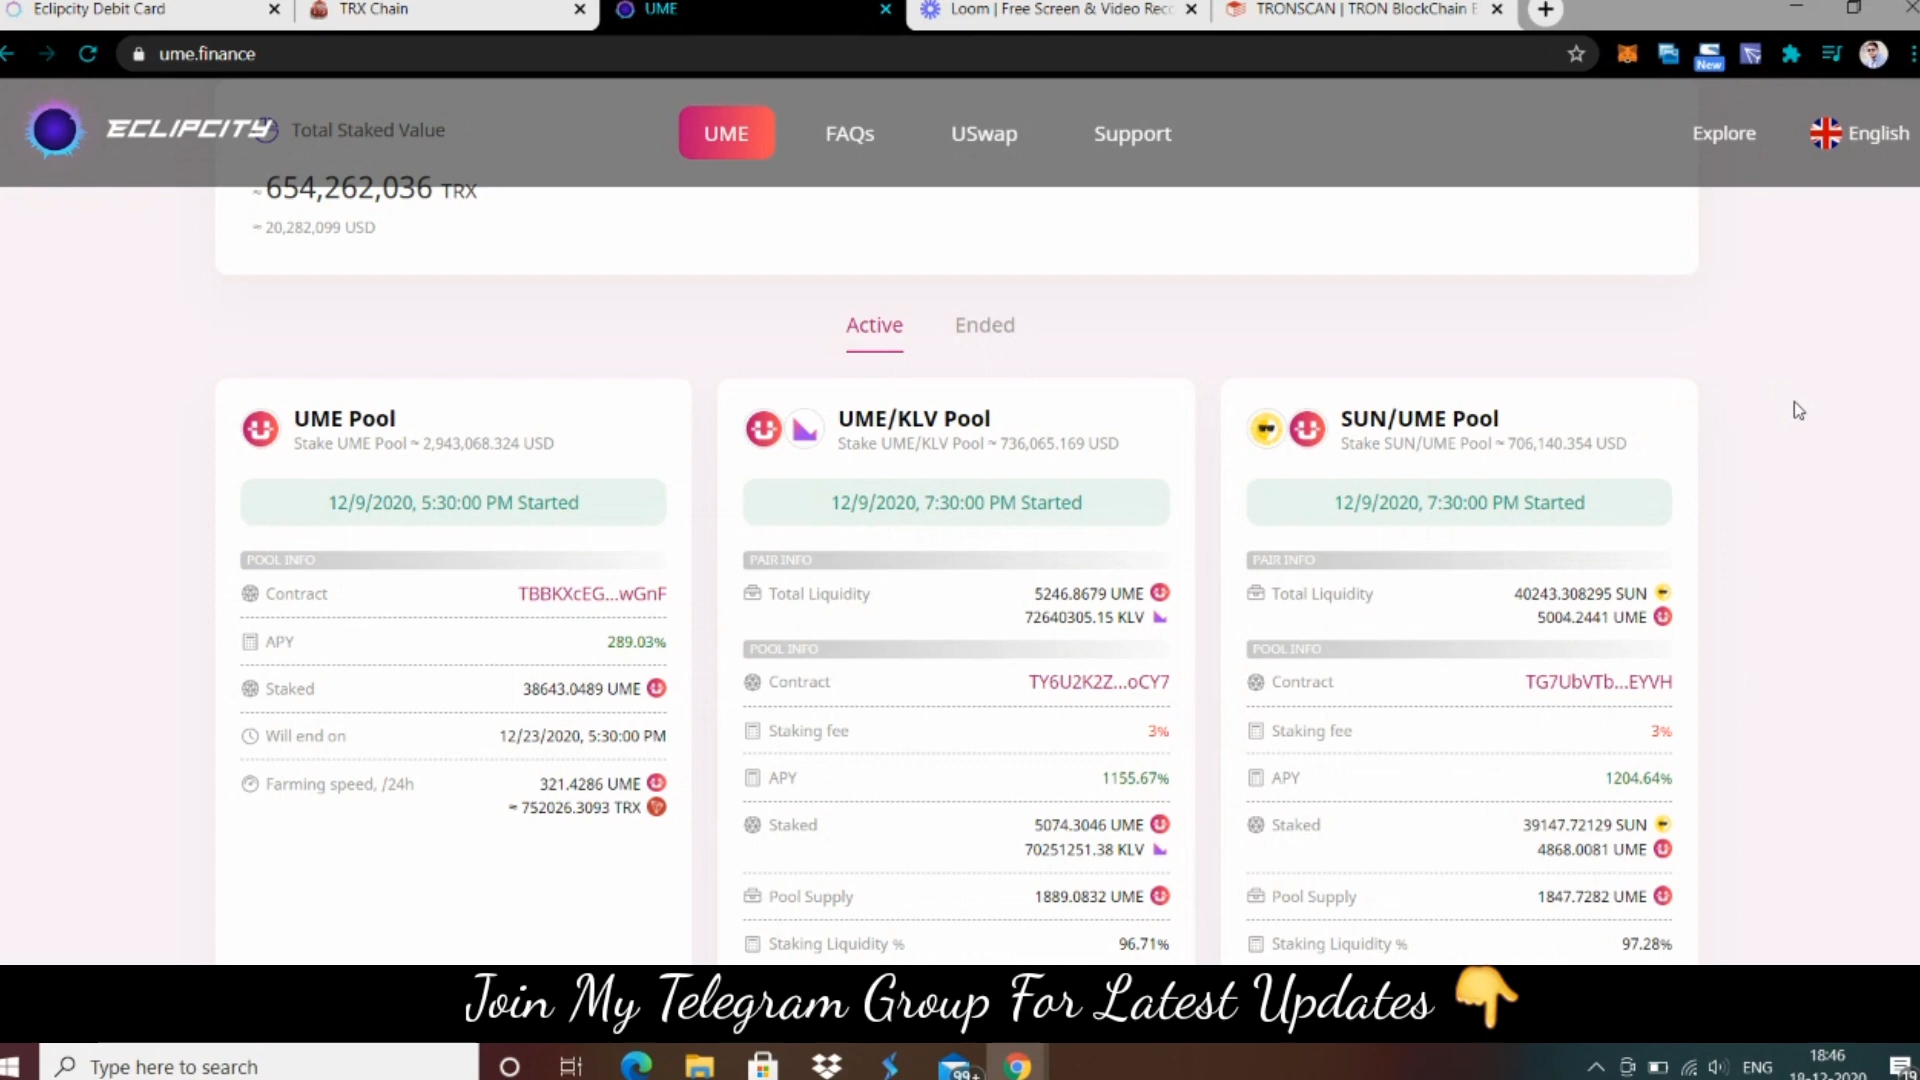 Eclipcity Debit Card
TRX Chain
UME
Loom | Free Screen & Video Rec
TRONSCAN | TRON BlockChain E
ume.finance
New
ECLIPCITY
Total Staked Value
UME
FAQs
USwap
Support
Explore
English
≈ 654,262,036 TRX
≈ 20,282,099 USD
Active
Ended
UME Pool
Stake UME Pool ≈ 2,943,068.324 USD
12/9/2020, 5:30:00 PM Started
POOL INFO
Contract TBBKXcEG...wGnF
APY 289.03%
Staked 38643.0489 UME
Will end on 12/23/2020, 5:30:00 PM
Farming speed, /24h 321.4286 UME
≈ 752026.3093 TRX
UME/KLV Pool
Stake UME/KLV Pool ≈ 736,065.169 USD
12/9/2020, 7:30:00 PM Started
PAIR INFO
Total Liquidity 5246.8679 UME
72640305.15 KLV
POOL INFO
Contract TY6U2K2Z...oCY7
Staking fee 3%
APY 1155.67%
Staked 5074.3046 UME
70251251.38 KLV
Pool Supply 1889.0832 UME
Staking Liquidity % 96.71%
SUN/UME Pool
Stake SUN/UME Pool ≈ 706,140.354 USD
12/9/2020, 7:30:00 PM Started
PAIR INFO
Total Liquidity 40243.308295 SUN
5004.2441 UME
POOL INFO
Contract TG7UbVTb...EYVH
Staking fee 3%
APY 1204.64%
Staked 39147.72129 SUN
4868.0081 UME
Pool Supply 1847.7282 UME
Staking Liquidity % 97.28%
Join My Telegram Group For Latest Updates 👇
Type here to search
99+
ENG
18:46
18-12-2020
19